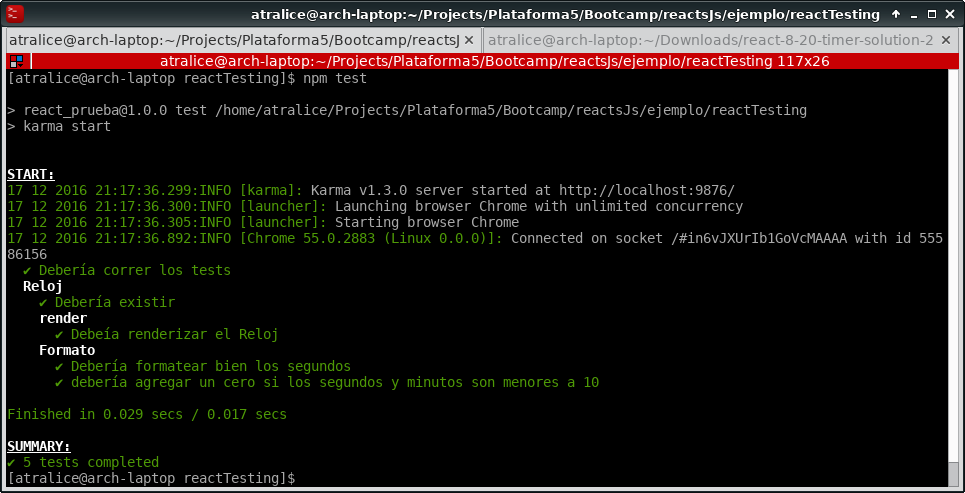 atralice@arch-laptop:~/Projects/Plataforma5/Bootcamp/reactsJs/ejemplo/reactTesting
atralice@arch-laptop:~/Projects/Plataforma5/Bootcamp/reactsJ
atralice@arch-laptop:~/Downloads/react-8-20-timer-solution-2
atralice@arch-laptop:~/Projects/Plataforma5/Bootcamp/reactsJs/ejemplo/reactTesting 117x26
[atralice@arch-laptop reactTesting]$ npm test
> react_prueba@1.0.0 test /home/atralice/Projects/Plataforma5/Bootcamp/reactsJs/ejemplo/reactTesting
> karma start
START:
17 12 2016 21:17:36.299:INFO [karma]: Karma v1.3.0 server started at http://localhost:9876/
17 12 2016 21:17:36.300:INFO [launcher]: Launching browser Chrome with unlimited concurrency
17 12 2016 21:17:36.305:INFO [launcher]: Starting browser Chrome
17 12 2016 21:17:36.892:INFO [Chrome 55.0.2883 (Linux 0.0.0)]: Connected on socket /#in6vJXUrIb1GoVcMAAAA with id 555
86156
✔ Debería correr los tests
Reloj
✔ Debería existir
render
✔ Debeía renderizar el Reloj
Formato
✔ Debería formatear bien los segundos
✔ debería agregar un cero si los segundos y minutos son menores a 10
Finished in 0.029 secs / 0.017 secs
SUMMARY:
✔ 5 tests completed
[atralice@arch-laptop reactTesting]$